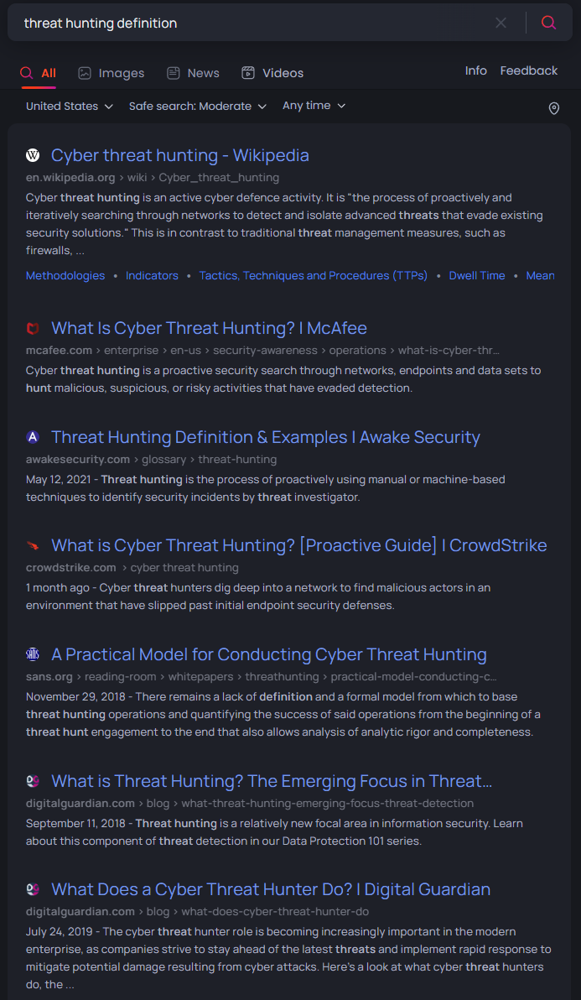 threat hunting definition
All Images News Videos Info Feedback
United States Safe search: Moderate Any time
Cyber threat hunting - Wikipedia
en.wikipedia.org › wiki › Cyber_threat_hunting
Cyber threat hunting is an active cyber defence activity. It is "the process of proactively and
iteratively searching through networks to detect and isolate advanced threats that evade existing
security solutions." This is in contrast to traditional threat management measures, such as
firewalls, ...
Methodologies • Indicators • Tactics, Techniques and Procedures (TTPs) • Dwell Time • Mean
What Is Cyber Threat Hunting? | McAfee
mcafee.com › enterprise › en-us › security-awareness › operations › what-is-cyber-thr...
Cyber threat hunting is a proactive security search through networks, endpoints and data sets to
hunt malicious, suspicious, or risky activities that have evaded detection.
Threat Hunting Definition & Examples | Awake Security
awakesecurity.com › glossary › threat-hunting
May 12, 2021 - Threat hunting is the process of proactively using manual or machine-based
techniques to identify security incidents by threat investigator.
What is Cyber Threat Hunting? [Proactive Guide] | CrowdStrike
crowdstrike.com › cyber threat hunting
1 month ago - Cyber threat hunters dig deep into a network to find malicious actors in an
environment that have slipped past initial endpoint security defenses.
A Practical Model for Conducting Cyber Threat Hunting
sans.org › reading-room › whitepapers › threathunting › practical-model-conducting-c...
November 29, 2018 - There remains a lack of definition and a formal model from which to base
threat hunting operations and quantifying the success of said operations from the beginning of a
threat hunt engagement to the end that also allows analysis of analytic rigor and completeness.
What is Threat Hunting? The Emerging Focus in Threat...
digitalguardian.com › blog › what-threat-hunting-emerging-focus-threat-detection
September 11, 2018 - Threat hunting is a relatively new focal area in information security. Learn
about this component of threat detection in our Data Protection 101 series.
What Does a Cyber Threat Hunter Do? | Digital Guardian
digitalguardian.com › blog › what-does-cyber-threat-hunter-do
July 24, 2019 - The cyber threat hunter role is becoming increasingly important in the modern
enterprise, as companies strive to stay ahead of the latest threats and implement rapid response to
mitigate potential damage resulting from cyber attacks. Here's a look at what cyber threat hunters
do, the ...